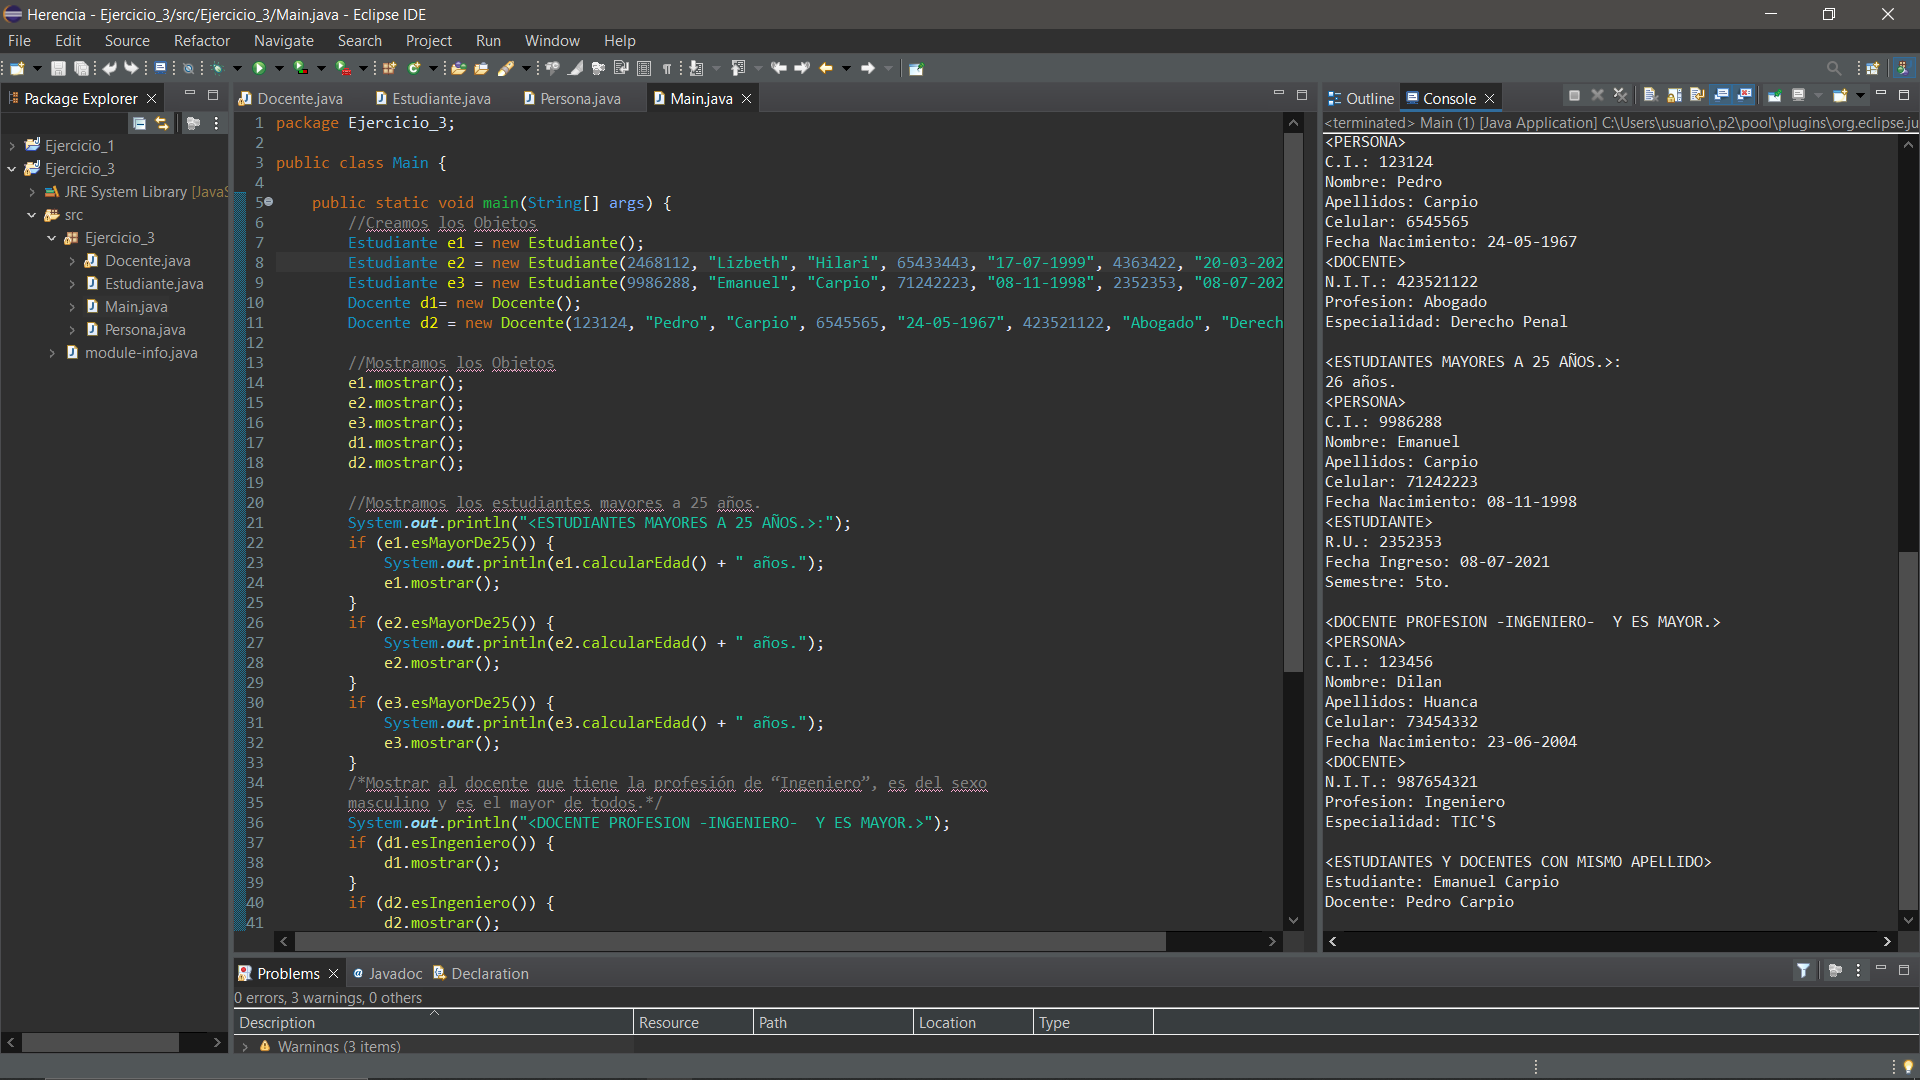 Herencia - Ejercicio_3/src/Ejercicio_3/Main.java - Eclipse IDE
File Edit Source Refactor Navigate Search Project Run Window Help
Package Explorer
Ejercicio_1
Ejercicio_3
JRE System Library [JavaS
src
Ejercicio_3
Docente.java
Estudiante.java
Main.java
Persona.java
module-info.java
Docente.java Estudiante.java Persona.java Main.java
1 package Ejercicio_3;
2
3 public class Main {
4
5 public static void main(String[] args) {
6 //Creamos los Objetos
7 Estudiante e1 = new Estudiante();
8 Estudiante e2 = new Estudiante(2468112, "Lizbeth", "Hilari", 65433443, "17-07-1999", 4363422, "20-03-202
9 Estudiante e3 = new Estudiante(9986288, "Emanuel", "Carpio", 71242223, "08-11-1998", 2352353, "08-07-202
10 Docente d1= new Docente();
11 Docente d2 = new Docente(123124, "Pedro", "Carpio", 6545565, "24-05-1967", 423521122, "Abogado", "Derech
12
13 //Mostramos los Objetos
14 e1.mostrar();
15 e2.mostrar();
16 e3.mostrar();
17 d1.mostrar();
18 d2.mostrar();
19
20 //Mostramos los estudiantes mayores a 25 años.
21 System.out.println("<ESTUDIANTES MAYORES A 25 AÑOS.>:");
22 if (e1.esMayorDe25()) {
23 System.out.println(e1.calcularEdad() + " años.");
24 e1.mostrar();
25 }
26 if (e2.esMayorDe25()) {
27 System.out.println(e2.calcularEdad() + " años.");
28 e2.mostrar();
29 }
30 if (e3.esMayorDe25()) {
31 System.out.println(e3.calcularEdad() + " años.");
32 e3.mostrar();
33 }
34 /*Mostrar al docente que tiene la profesión de “Ingeniero”, es del sexo
35 masculino y es el mayor de todos.*/
36 System.out.println("<DOCENTE PROFESION -INGENIERO-  Y ES MAYOR.>");
37 if (d1.esIngeniero()) {
38 d1.mostrar();
39 }
40 if (d2.esIngeniero()) {
41 d2.mostrar();
Outline Console
<terminated> Main (1) [Java Application] C:\Users\usuario\.p2\pool\plugins\org.eclipse.ju
<PERSONA>
C.I.: 123124
Nombre: Pedro
Apellidos: Carpio
Celular: 6545565
Fecha Nacimiento: 24-05-1967
<DOCENTE>
N.I.T.: 423521122
Profesion: Abogado
Especialidad: Derecho Penal
<ESTUDIANTES MAYORES A 25 AÑOS.>:
26 años.
<PERSONA>
C.I.: 9986288
Nombre: Emanuel
Apellidos: Carpio
Celular: 71242223
Fecha Nacimiento: 08-11-1998
<ESTUDIANTE>
R.U.: 2352353
Fecha Ingreso: 08-07-2021
Semestre: 5to.
<DOCENTE PROFESION -INGENIERO-  Y ES MAYOR.>
<PERSONA>
C.I.: 123456
Nombre: Dilan
Apellidos: Huanca
Celular: 73454332
Fecha Nacimiento: 23-06-2004
<DOCENTE>
N.I.T.: 987654321
Profesion: Ingeniero
Especialidad: TIC'S
<ESTUDIANTES Y DOCENTES CON MISMO APELLIDO>
Estudiante: Emanuel Carpio
Docente: Pedro Carpio
Problems Javadoc Declaration
0 errors, 3 warnings, 0 others
Description Resource Path Location Type
Warnings (3 items)